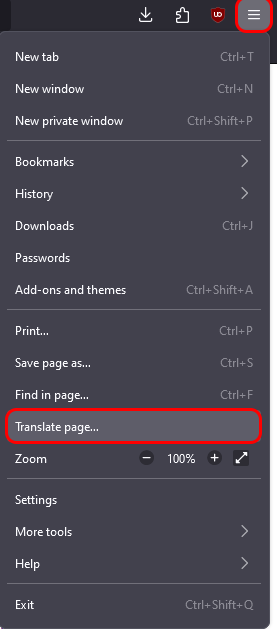 New tab Ctrl+T
New window Ctrl+N
New private window Ctrl+Shift+P
Bookmarks
History
Downloads Ctrl+J
Passwords
Add-ons and themes Ctrl+Shift+A
Print... Ctrl+P
Save page as... Ctrl+S
Find in page... Ctrl+F
Translate page...
Zoom − 100% +
Settings
More tools
Help
Exit Ctrl+Shift+Q